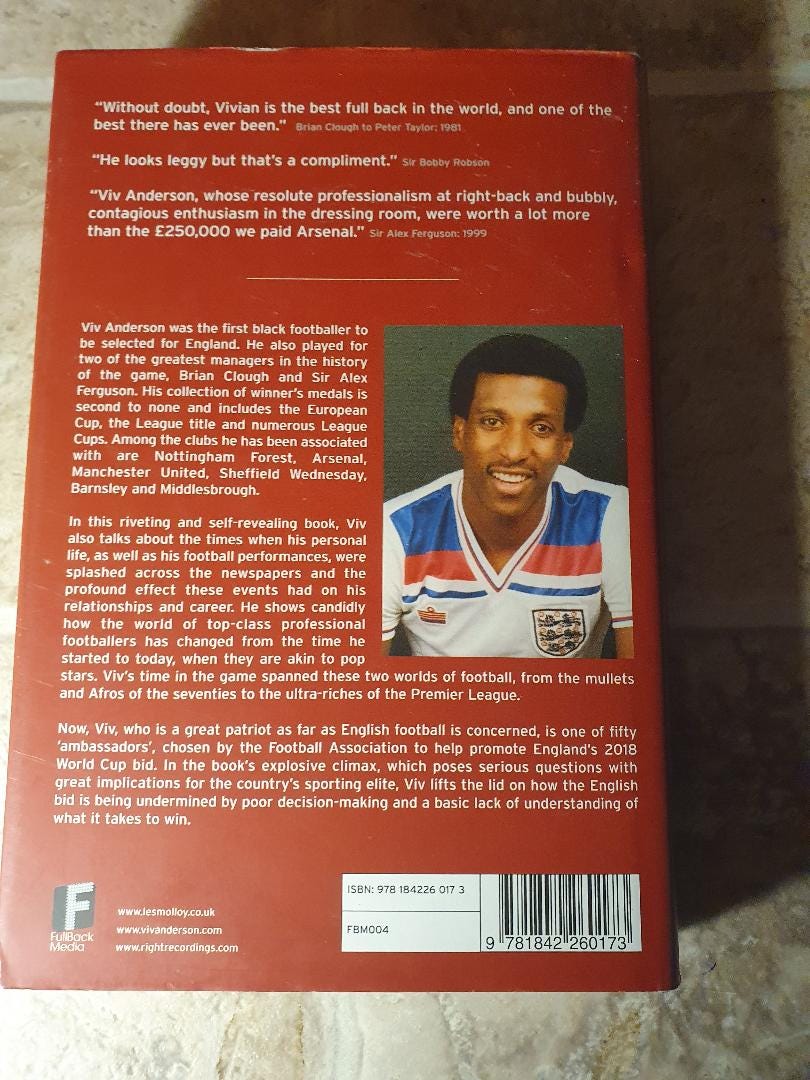 “Without doubt, Vivian is the best full back in the world, and one of the
best there has ever been.” Brian Clough to Peter Taylor: 1981
“He looks leggy but that's a compliment.” Sir Bobby Robson
“Viv Anderson, whose resolute professionalism at right-back and bubbly,
contagious enthusiasm in the dressing room, were worth a lot more
than the £250,000 we paid Arsenal.” Sir Alex Ferguson: 1999
Viv Anderson was the first black footballer to
be selected for England. He also played for
two of the greatest managers in the history
of the game, Brian Clough and Sir Alex
Ferguson. His collection of winner's medals is
second to none and includes the European
Cup, the League title and numerous League
Cups. Among the clubs he has been associated
with are Nottingham Forest, Arsenal,
Manchester United, Sheffield Wednesday,
Barnsley and Middlesbrough.
In this riveting and self-revealing book, Viv
also talks about the times when his personal
life, as well as his football performances, were
splashed across the newspapers and the
profound effect these events had on his
relationships and career. He shows candidly
how the world of top-class professional
footballers has changed from the time he
started to today, when they are akin to pop
stars. Viv's time in the game spanned these two worlds of football, from the mullets
and Afros of the seventies to the ultra-riches of the Premier League.
Now, Viv, who is a great patriot as far as English football is concerned, is one of fifty
‘ambassadors’, chosen by the Football Association to help promote England's 2018
World Cup bid. In the book's explosive climax, which poses serious questions with
great implications for the country's sporting elite, Viv lifts the lid on how the English
bid is being undermined by poor decision-making and a basic lack of understanding of
what it takes to win.
F
FullBack
Media
www.lesmolloy.co.uk
www.vivanderson.com
www.rightrecordings.com
ISBN: 978 184226 017 3
FBM004
9 781842 260173